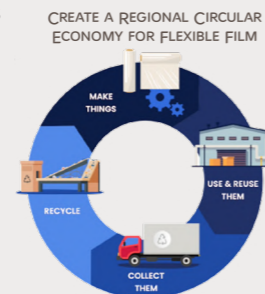 CREATE A REGIONAL CIRCULAR
ECONOMY FOR FLEXIBLE FILM
MAKE
THINGS
USE & REUSE
THEM
COLLECT
THEM
RECYCLE